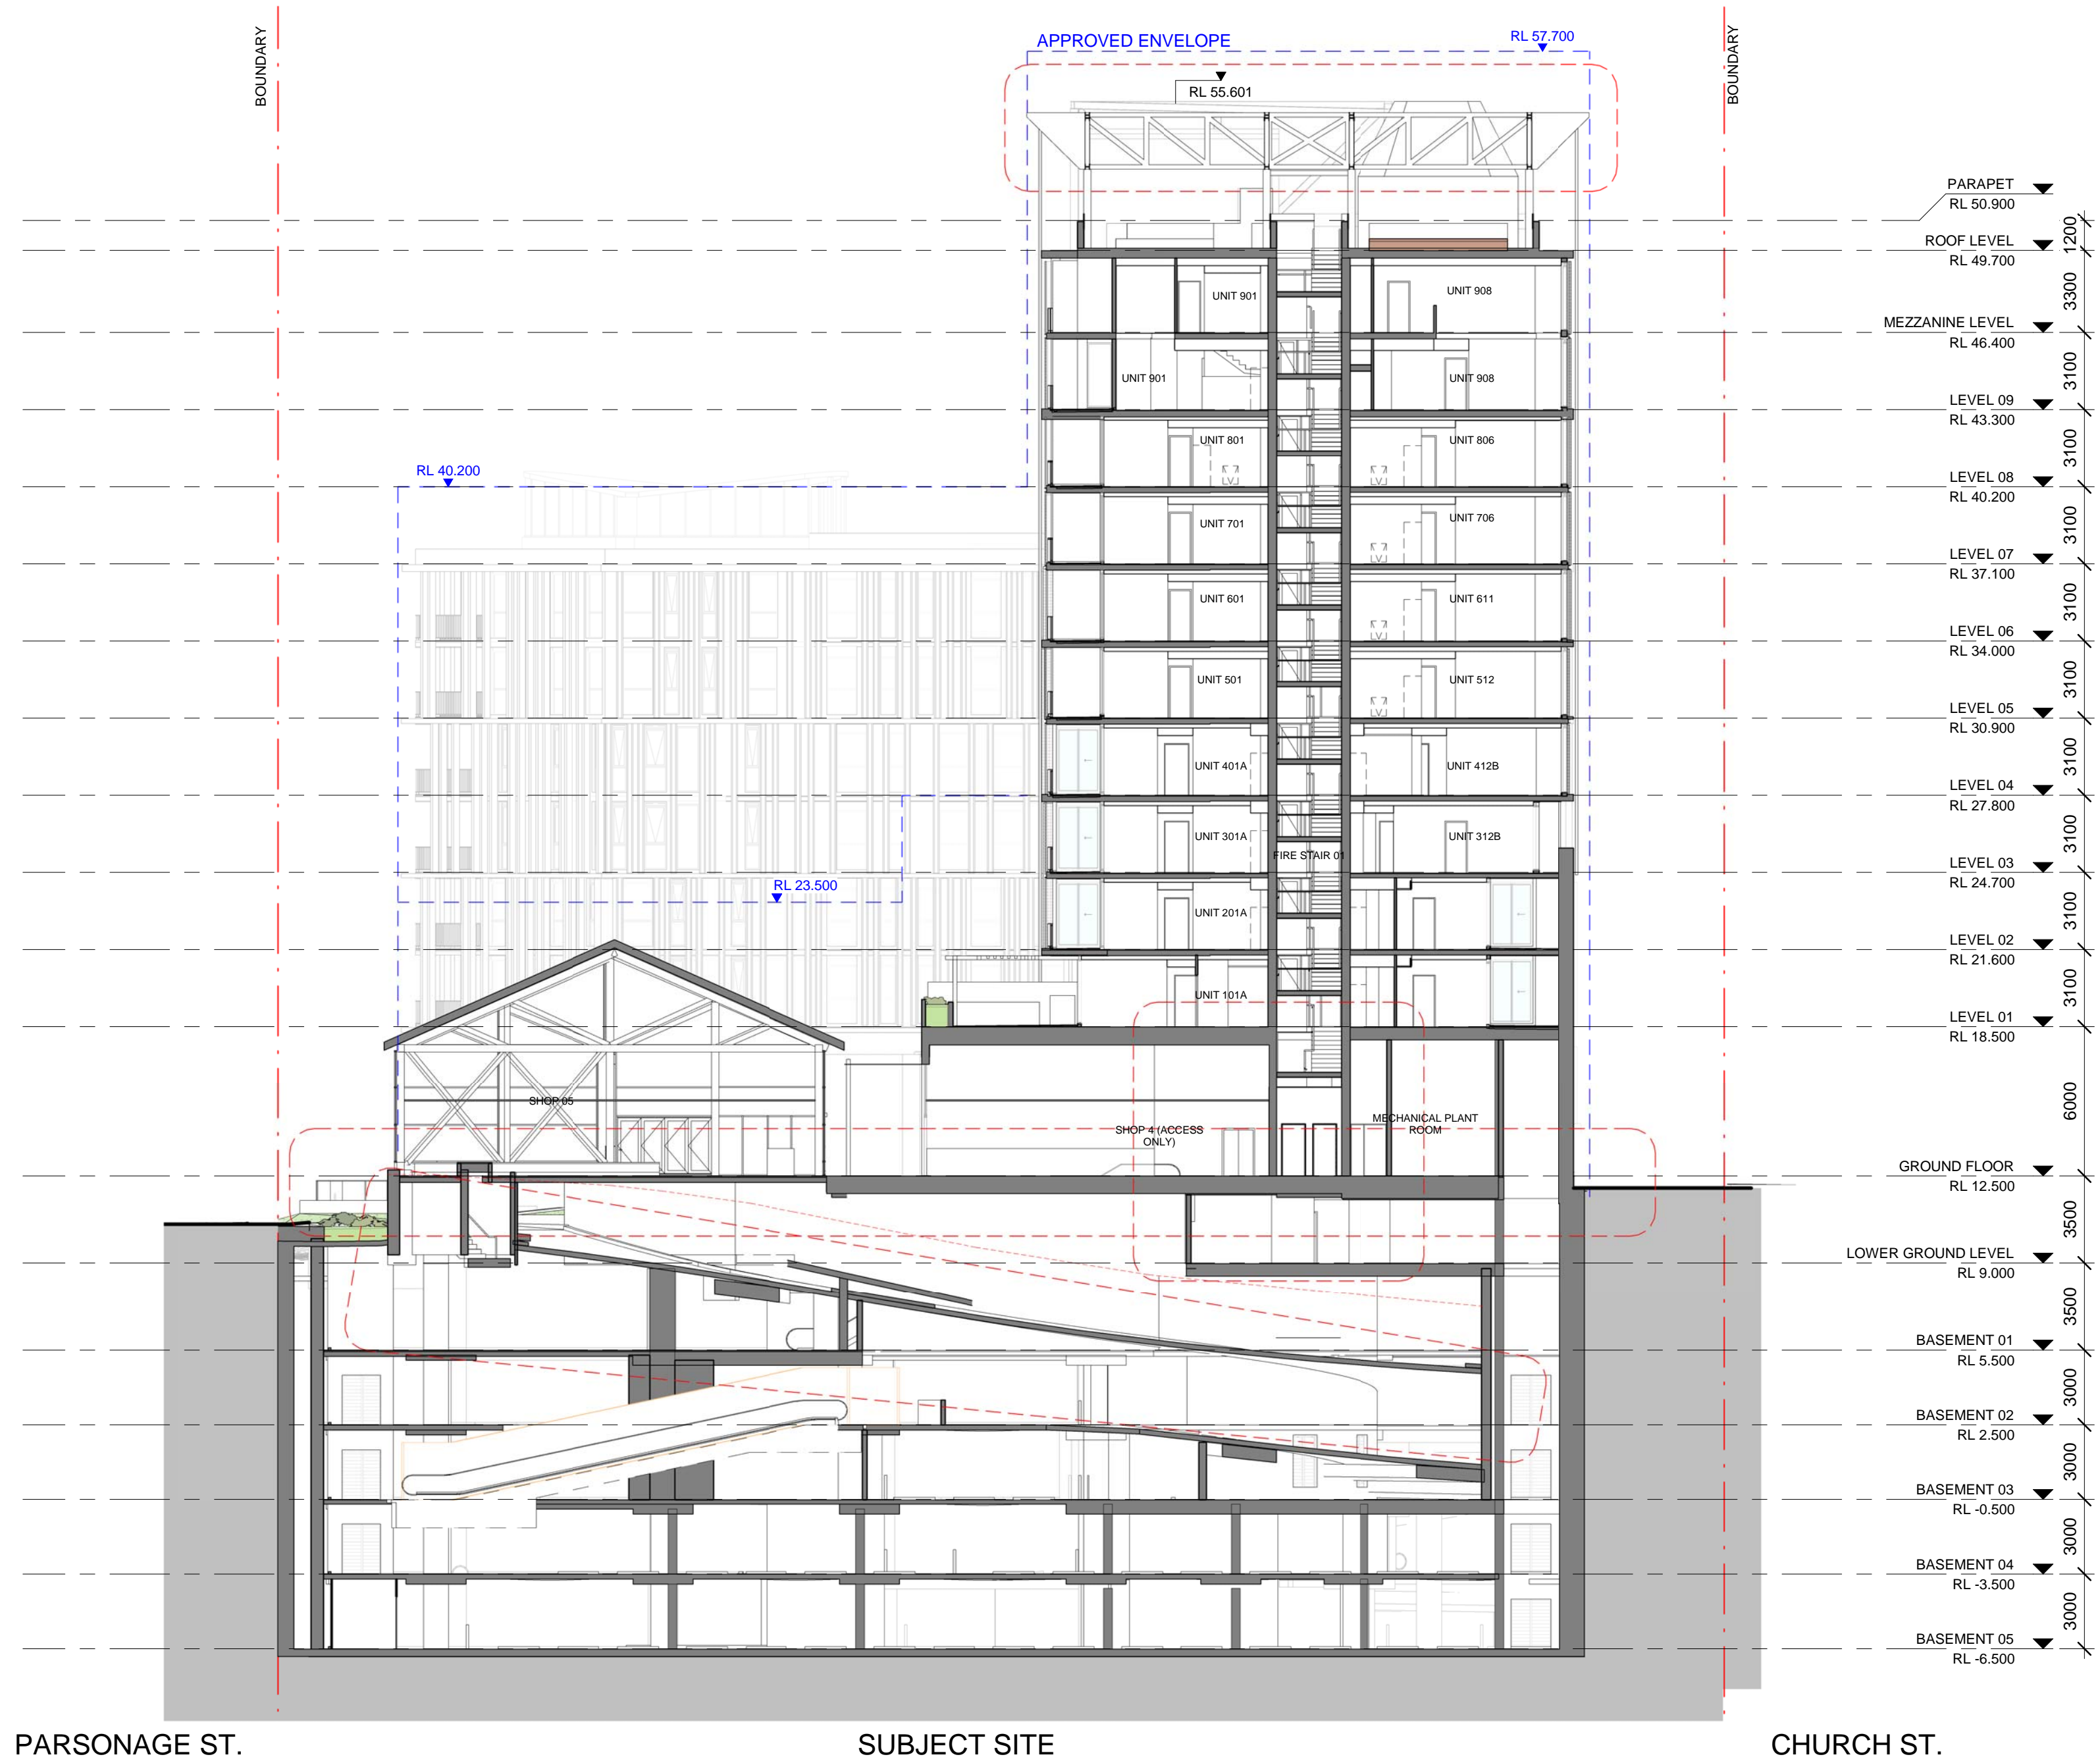 BOUNDARY
APPROVED ENVELOPE
RL 57.700
BOUNDARY
RL 55.601
PARAPET
RL 50.900
1200
ROOF LEVEL
RL 49.700
UNIT 901
UNIT 908
3300
MEZZANINE LEVEL
RL 46.400
UNIT 901
UNIT 908
3100
LEVEL 09
RL 43.300
UNIT 801
UNIT 806
3100
RL 40.200
LEVEL 08
RL 40.200
UNIT 701
UNIT 706
3100
LEVEL 07
RL 37.100
UNIT 601
UNIT 611
3100
LEVEL 06
RL 34.000
UNIT 501
UNIT 512
3100
LEVEL 05
RL 30.900
UNIT 401A
UNIT 412B
3100
LEVEL 04
RL 27.800
UNIT 301A
UNIT 312B
3100
FIRE STAIR 01
LEVEL 03
RL 24.700
RL 23.500
UNIT 201A
3100
LEVEL 02
RL 21.600
UNIT 101A
3100
LEVEL 01
RL 18.500
SHOP 05
SHOP 4 (ACCESS
ONLY)
MECHANICAL PLANT
ROOM
6000
GROUND FLOOR
RL 12.500
3500
LOWER GROUND LEVEL
RL 9.000
3500
BASEMENT 01
RL 5.500
3000
BASEMENT 02
RL 2.500
3000
BASEMENT 03
RL -0.500
3000
BASEMENT 04
RL -3.500
3000
BASEMENT 05
RL -6.500
PARSONAGE ST.
SUBJECT SITE
CHURCH ST.